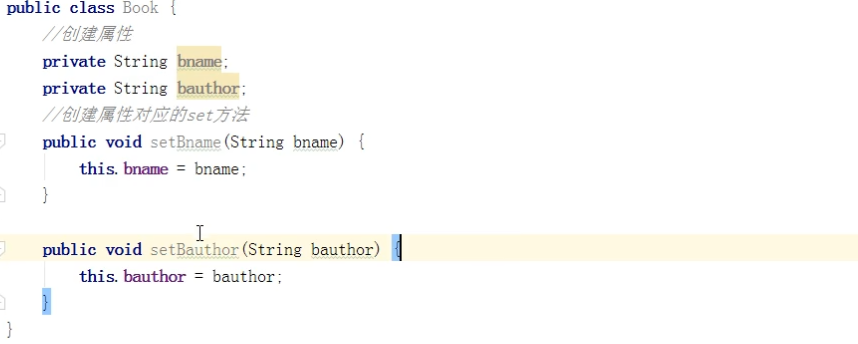 public class Book {
//创建属性
private String bname;
private String bauthor;
//创建属性对应的set方法
public void setBname(String bname) {
this.bname = bname;
}
public void setBauthor(String bauthor) {
this.bauthor = bauthor;
}
}